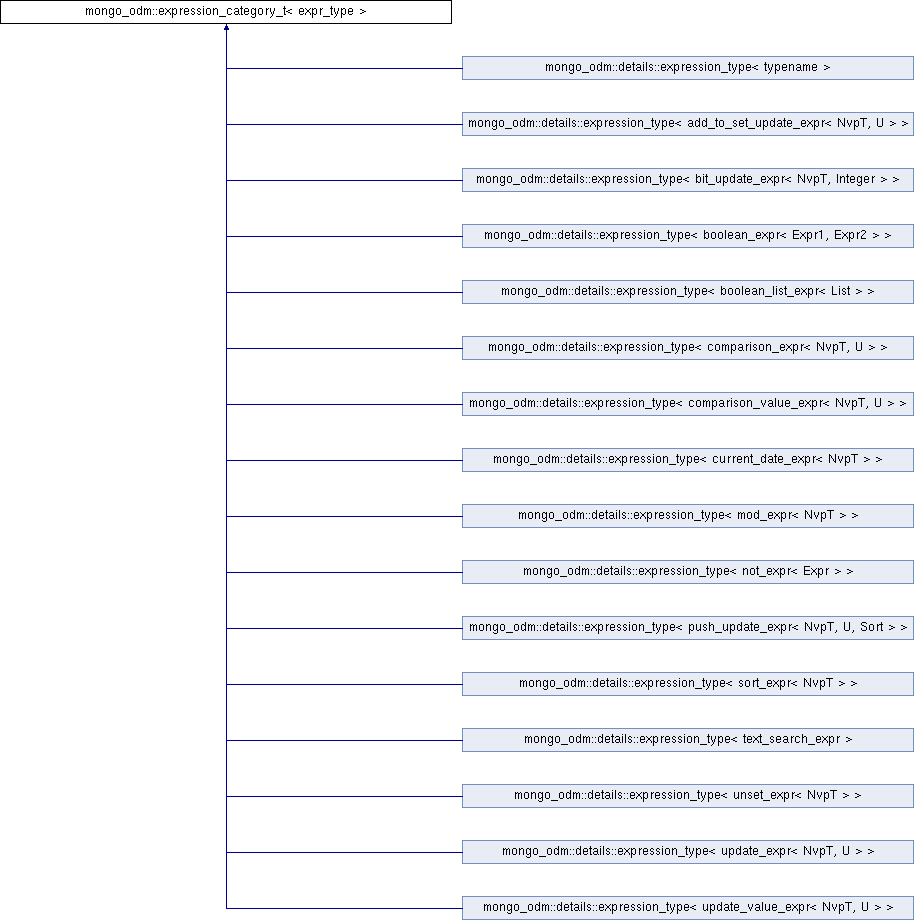 mongo_odm::expression_category_t< expr_type >
mongo_odm::details::expression_type< typename >
mongo_odm::details::expression_type< add_to_set_update_expr< NvpT, U > >
mongo_odm::details::expression_type< bit_update_expr< NvpT, Integer > >
mongo_odm::details::expression_type< boolean_expr< Expr1, Expr2 > >
mongo_odm::details::expression_type< boolean_list_expr< List > >
mongo_odm::details::expression_type< comparison_expr< NvpT, U > >
mongo_odm::details::expression_type< comparison_value_expr< NvpT, U > >
mongo_odm::details::expression_type< current_date_expr< NvpT > >
mongo_odm::details::expression_type< mod_expr< NvpT > >
mongo_odm::details::expression_type< not_expr< Expr > >
mongo_odm::details::expression_type< push_update_expr< NvpT, U, Sort > >
mongo_odm::details::expression_type< sort_expr< NvpT > >
mongo_odm::details::expression_type< text_search_expr >
mongo_odm::details::expression_type< unset_expr< NvpT > >
mongo_odm::details::expression_type< update_expr< NvpT, U > >
mongo_odm::details::expression_type< update_value_expr< NvpT, U > >